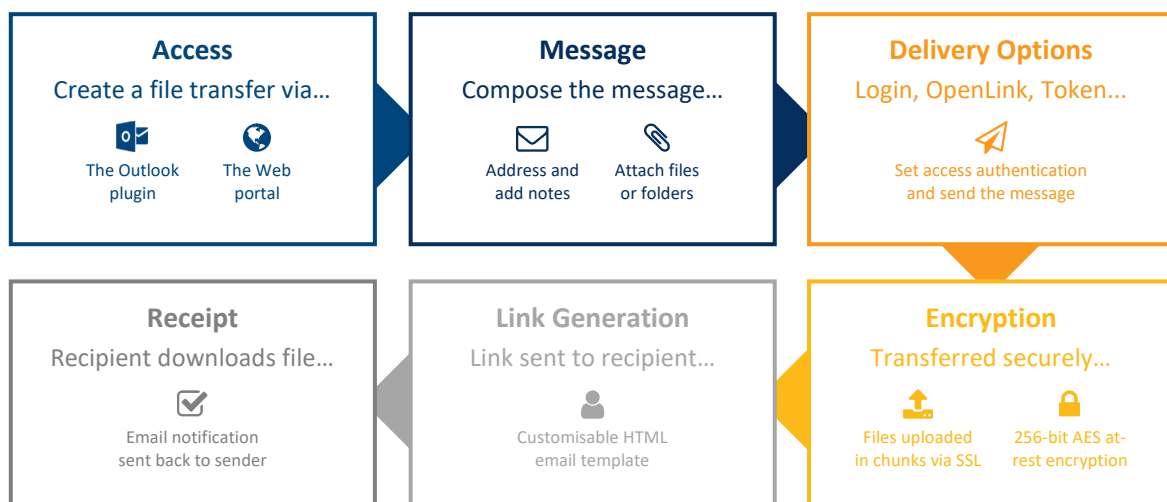 Access
Create a file transfer via...
The Outlook
plugin
The Web
portal
Message
Compose the message...
Address and
add notes
Attach files
or folders
Delivery Options
Login, OpenLink, Token...
Set access authentication
and send the message
Encryption
Transferred securely...
Files uploaded
in chunks via SSL
256-bit AES at-
rest encryption
Link Generation
Link sent to recipient...
Customisable HTML
email template
Receipt
Recipient downloads file...
Email notification
sent back to sender